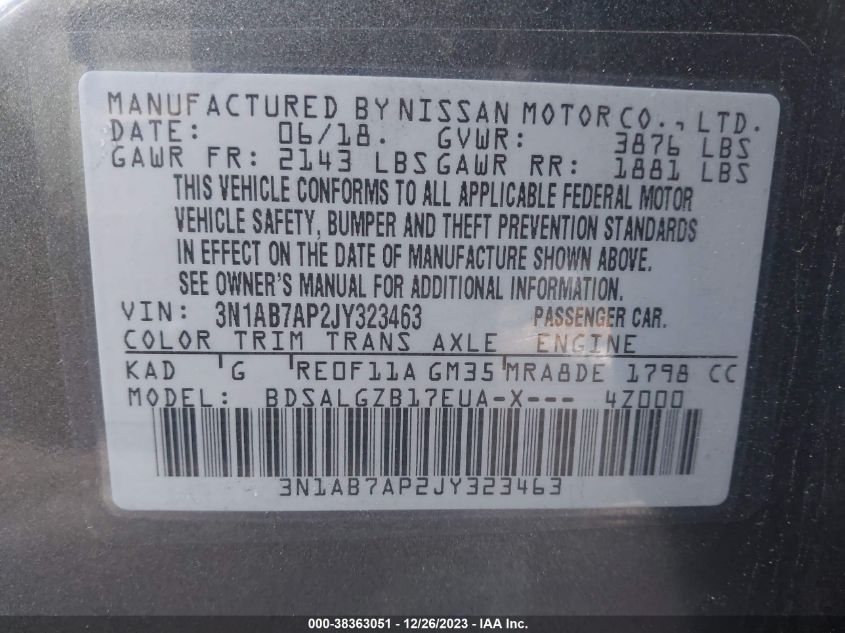 MANUFACTURED BY NISSAN MOTOR CO., LTD.
DATE: 06/18. GVWR: 3876 LBS
GAWR FR: 2143 LBS GAWR RR: 1881 LBS
THIS VEHICLE CONFORMS TO ALL APPLICABLE FEDERAL MOTOR
VEHICLE SAFETY, BUMPER AND THEFT PREVENTION STANDARDS
IN EFFECT ON THE DATE OF MANUFACTURE SHOWN ABOVE.
SEE OWNER'S MANUAL FOR ADDITIONAL INFORMATION.
VIN: 3N1AB7AP2JY323463 PASSENGER CAR.
COLOR TRIM TRANS AXLE ENGINE
KAD G RE0F11A GM35 MRA8DE 1798 CC
MODEL: BDSALGZB17EUA-X--- 4Z000
3N1AB7AP2JY323463
000-38363051 - 12/26/2023 - IAA Inc.